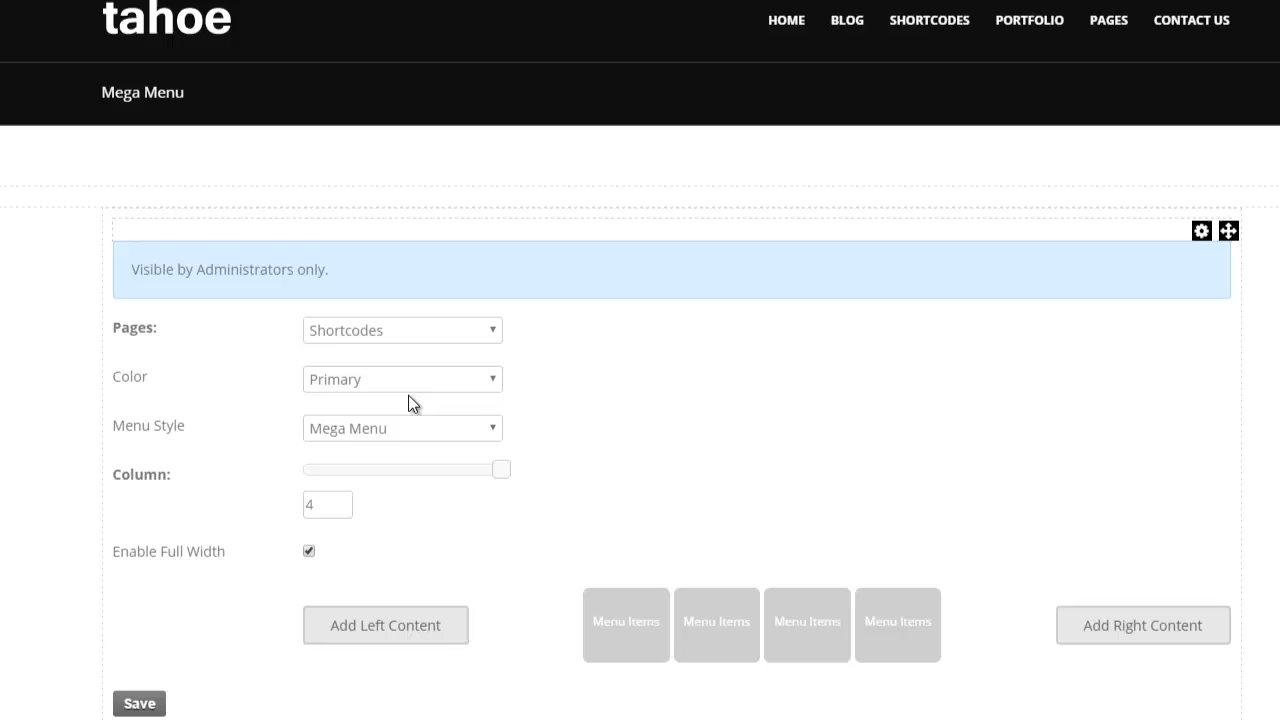 tahoe
HOME BLOG SHORTCODES PORTFOLIO PAGES CONTACT US
Mega Menu
Visible by Administrators only.
Pages: Shortcodes
Color Primary
Menu Style Mega Menu
Column:
4
Enable Full Width
Add Left Content Menu Items Menu Items Menu Items Menu Items Add Right Content
Save